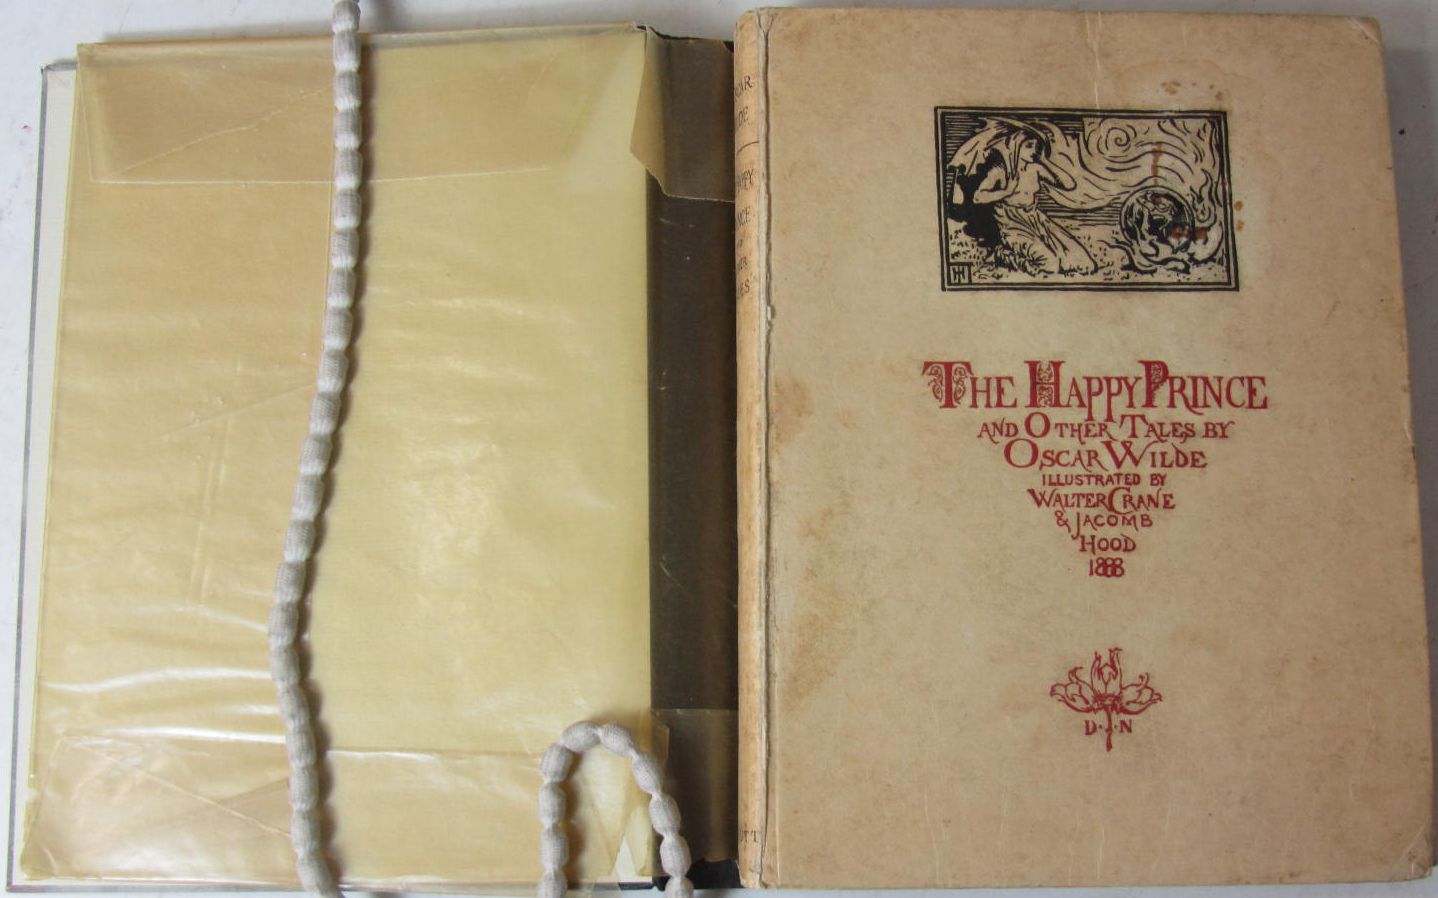 THE HAPPY PRINCE
AND OTHER TALES BY
OSCAR WILDE
ILLUSTRATED BY
WALTER CRANE
& JACOMB
HOOD
1888
D·N